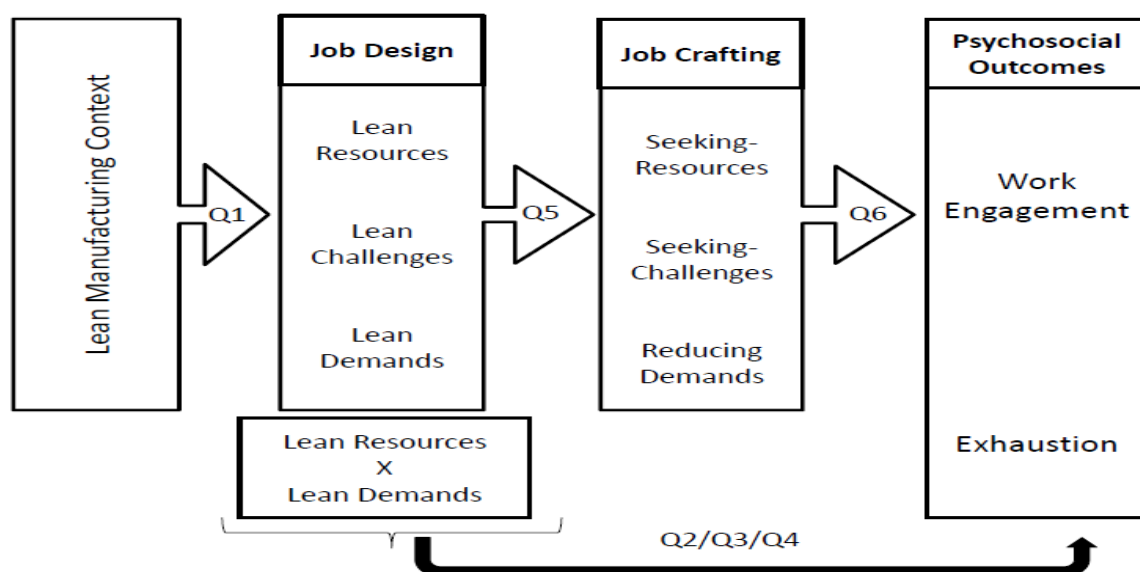 Lean Manufacturing Context
Q1
Job Design
Lean
Resources
Lean
Challenges
Lean
Demands
Lean Resources
X
Lean Demands
Q5
Job Crafting
Seeking-
Resources
Seeking-
Challenges
Reducing
Demands
Q6
Psychosocial
Outcomes
Work
Engagement
Exhaustion
Q2/Q3/Q4